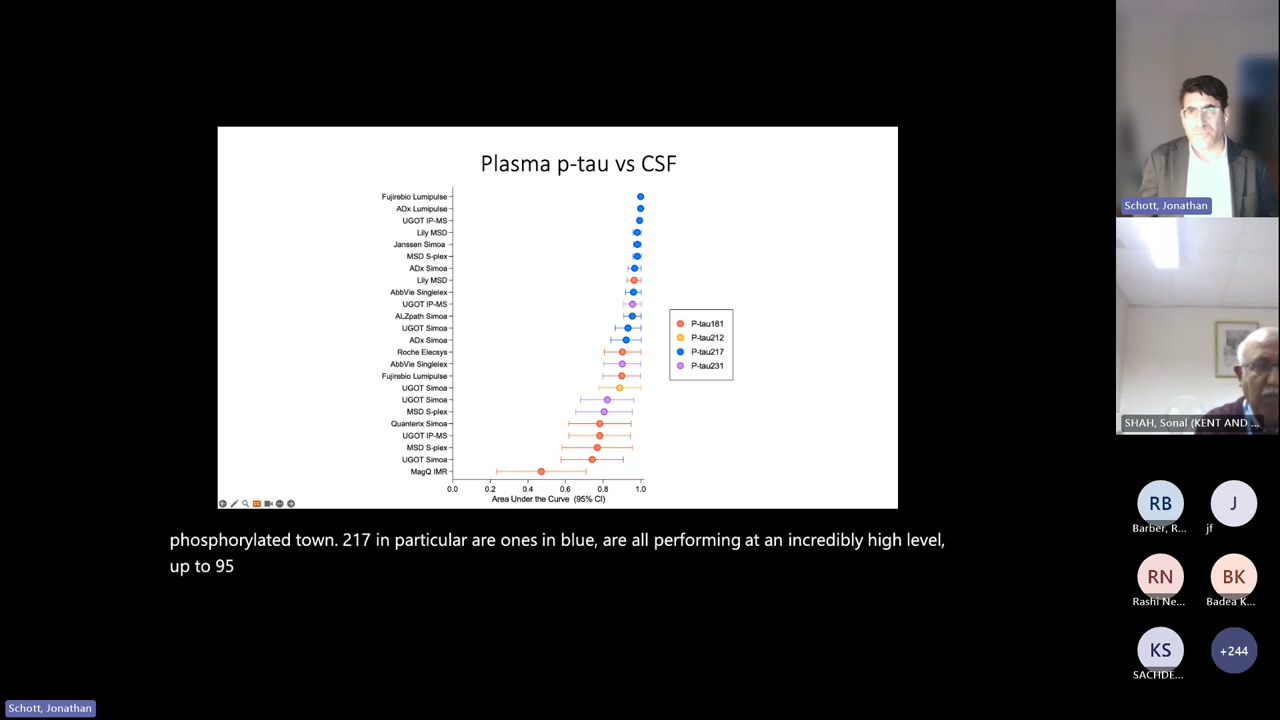 Plasma p-tau vs CSF
Fujirebio Lumipulse
ADx Lumipulse
UGOT IP-MS
Lily MSD
Janssen Simoa
MSD S-plex
ADx Simoa
Lily MSD
AbbVie Singlelex
UGOT IP-MS
ALZpath Simoa
UGOT Simoa
ADx Simoa
Roche Elecsys
AbbVie Singlelex
Fujirebio Lumipulse
UGOT Simoa
UGOT Simoa
MSD S-plex
Quanterix Simoa
UGOT IP-MS
MSD S-plex
UGOT Simoa
MagQ IMR
0.0 0.2 0.4 0.6 0.8 1.0
Area Under the Curve (95% CI)
P-tau181
P-tau212
P-tau217
P-tau231
phosphorylated town. 217 in particular are ones in blue, are all performing at an incredibly high level,
up to 95
Schott, Jonathan
Schott, Jonathan
SHAH, Sonal (KENT AND ...
RB
Barber, R...
J
jf
RN
Rashi Ne...
BK
Badea K...
KS
SACHDE...
+244